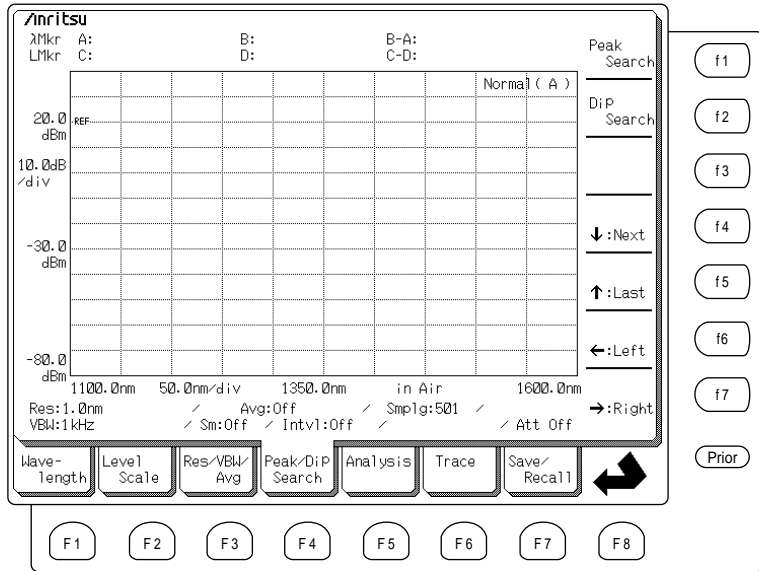 Anritsu
λMkr A: B: B-A:
LMkr C: D: C-D:
Normal( A )
20.0 REF
dBm
10.0dB
/div
-30.0
dBm
-80.0
dBm
1100.0nm 50.0nm/div 1350.0nm in Air 1600.0nm
Res:1.0nm / Avg:Off / Smplg:501 /
VBW:1kHz / Sm:Off / Intvl:Off / / Att Off
Peak
Search
Dip
Search
↓:Next
↑:Last
←:Left
→:Right
f1
f2
f3
f4
f5
f6
f7
Prior
Wave-
length
Level
Scale
Res/VBW/
Avg
Peak/Dip
Search
Analysis
Trace
Save/
Recall
F1 F2 F3 F4 F5 F6 F7 F8